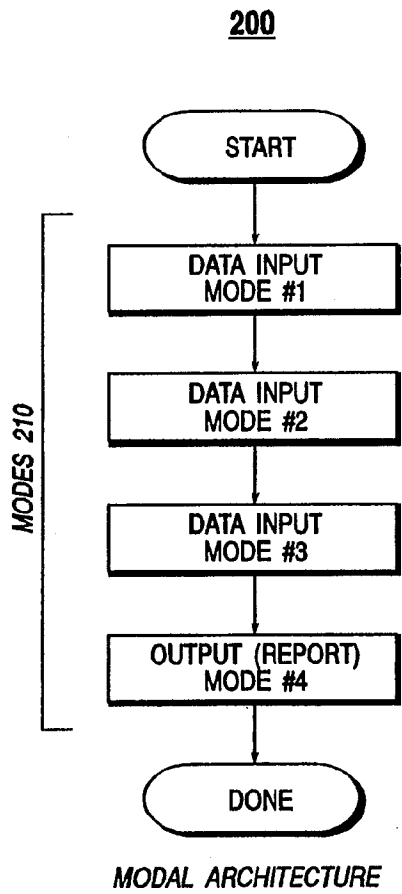 200
START
DATA INPUT
MODE #1
DATA INPUT
MODE #2
MODES 210
DATA INPUT
MODE #3
OUTPUT (REPORT)
MODE #4
DONE
MODAL ARCHITECTURE